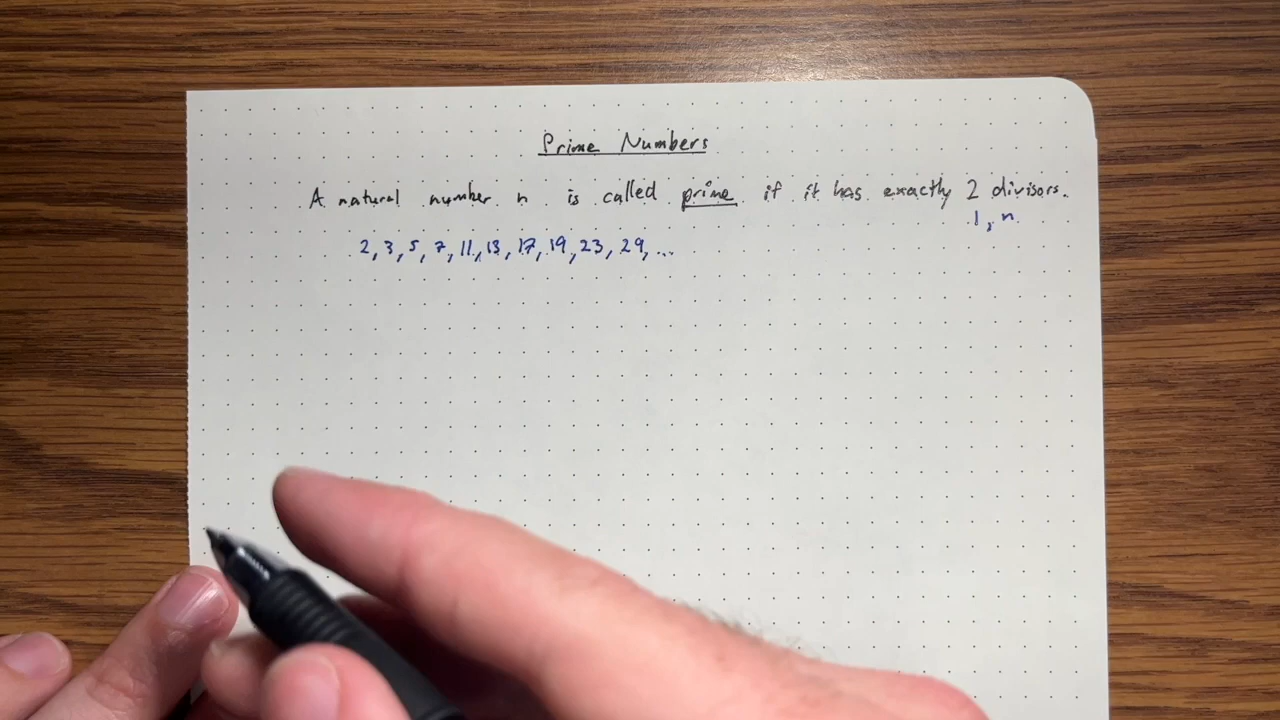 Prime Numbers
A natural number n is called prime if it has exactly 2 divisors.
1, n
2, 3, 5, 7, 11, 13, 17, 19, 23, 29, ...